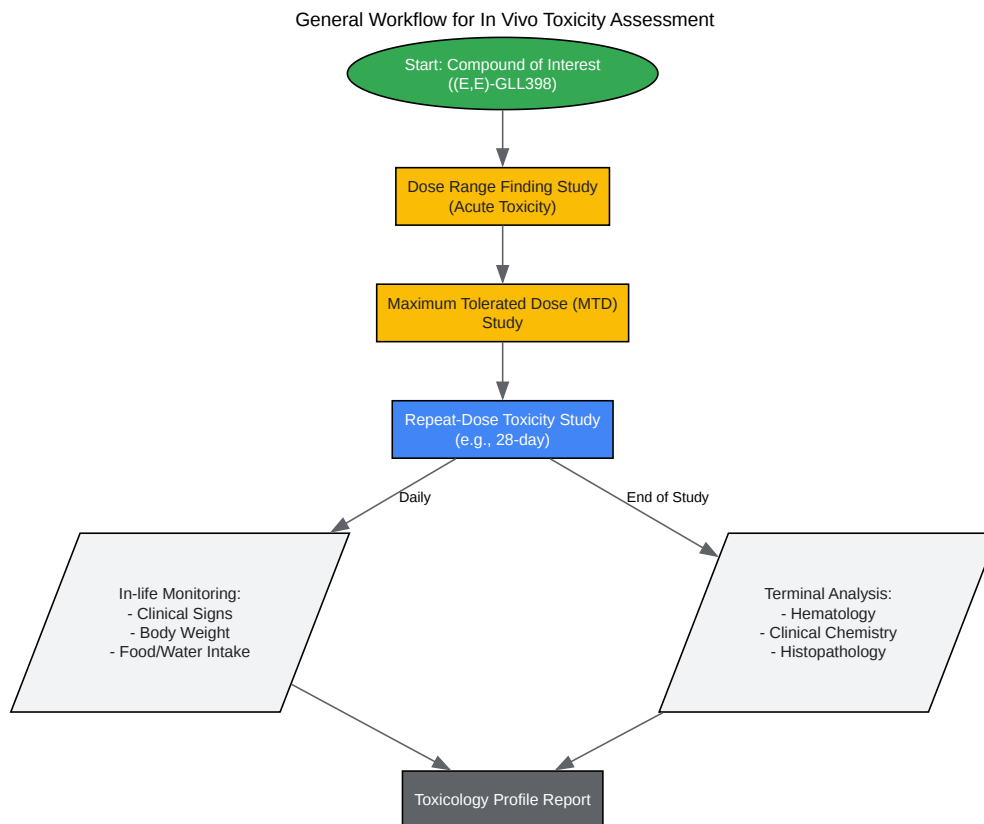 General Workflow for In Vivo Toxicity Assessment
Start: Compound of Interest
((E,E)-GLL398)
Dose Range Finding Study
(Acute Toxicity)
Maximum Tolerated Dose (MTD)
Study
Repeat-Dose Toxicity Study
(e.g., 28-day)
Daily
End of Study
In-life Monitoring:
- Clinical Signs
- Body Weight
- Food/Water Intake
Terminal Analysis:
- Hematology
- Clinical Chemistry
- Histopathology
Toxicology Profile Report